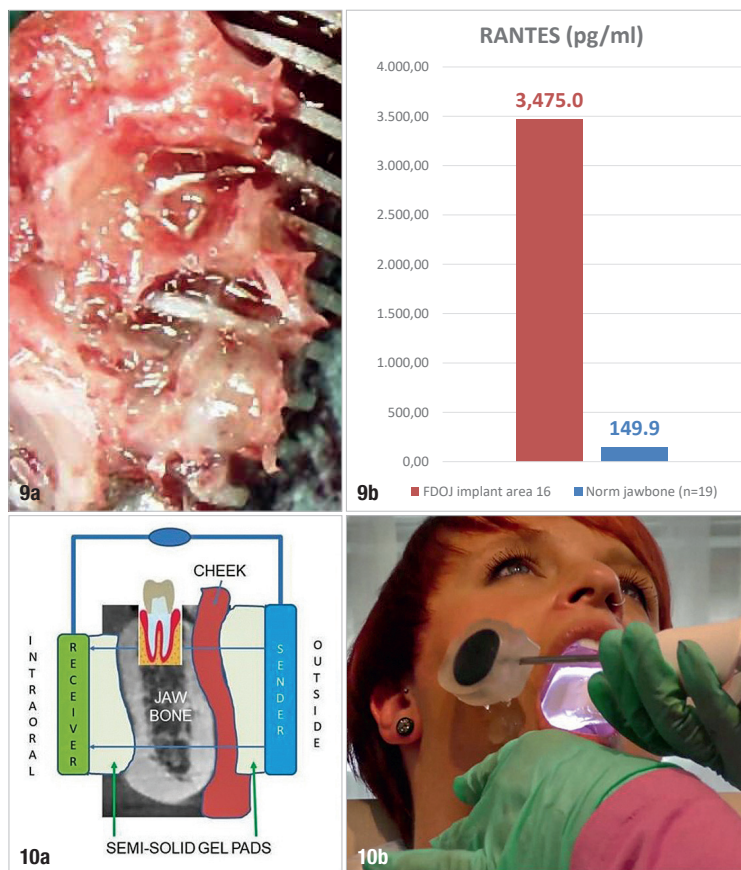 9a
RANTES (pg/ml)
4.000,00
3.500,00
3.000,00
2.500,00
2.000,00
1.500,00
1.000,00
500,00
0,00
3,475.0
149.9
FDOJ implant area 16
Norm jawbone (n=19)
9b
CHEEK
INTRAORAL
RECEIVER
JAW
BONE
SENDER
OUTSIDE
SEMI-SOLID GEL PADS
10a
10b